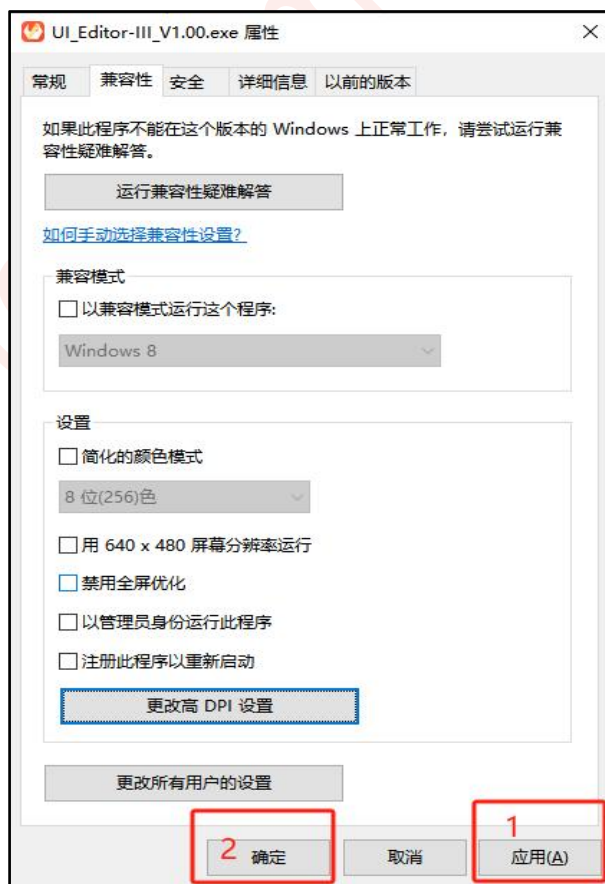 UI_Editor-III_V1.00.exe 属性
常规 兼容性 安全 详细信息 以前的版本
如果此程序不能在这个版本的 Windows 上正常工作，请尝试运行兼
容性疑难解答。
运行兼容性疑难解答
如何手动选择兼容性设置?
兼容模式
以兼容模式运行这个程序:
Windows 8
设置
简化的颜色模式
8 位(256)色
用 640 x 480 屏幕分辨率运行
禁用全屏优化
以管理员身份运行此程序
注册此程序以重新启动
更改高 DPI 设置
更改所有用户的设置
2 确定 取消 1 应用(A)